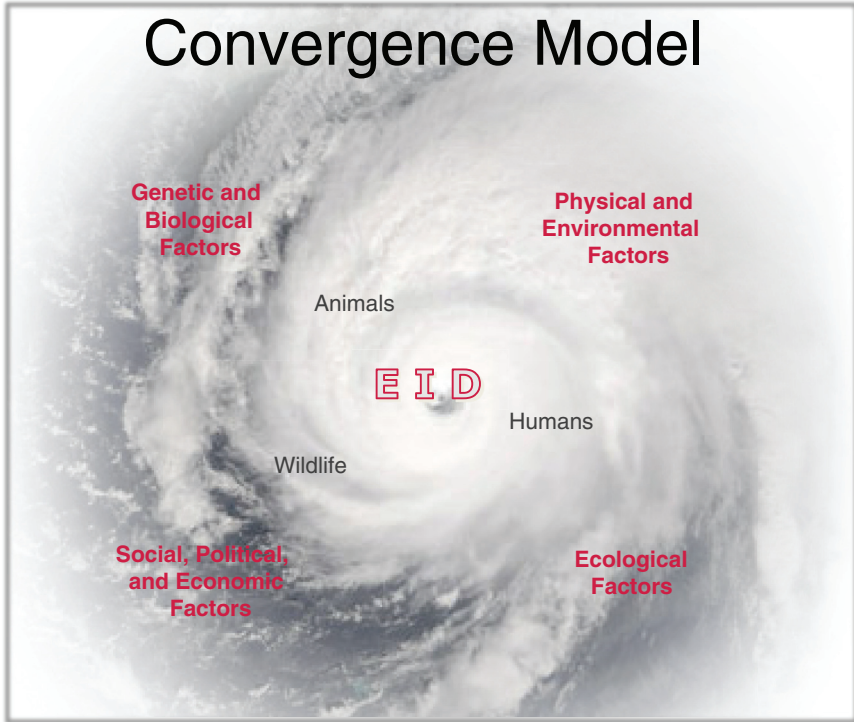 Convergence Model
Genetic and
Biological
Factors
Physical and
Environmental
Factors
Animals
E I D
Humans
Wildlife
Social, Political,
and Economic
Factors
Ecological
Factors